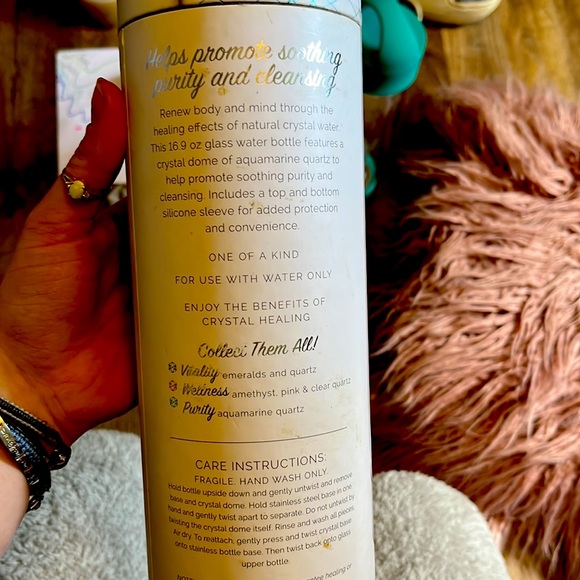 Helps promote soothing
purity and cleansing
Renew body and mind through the
healing effects of natural crystal water.
This 16.9 oz glass water bottle features a
crystal dome of aquamarine quartz to
help promote soothing purity and
cleansing. Includes a top and bottom
silicone sleeve for added protection
and convenience.
ONE OF A KIND
FOR USE WITH WATER ONLY
ENJOY THE BENEFITS OF
CRYSTAL HEALING
Collect Them All!
Vitality emeralds and quartz
Wellness amethyst, pink & clear quartz
Purity aquamarine quartz
CARE INSTRUCTIONS:
FRAGILE. HAND WASH ONLY.
Hold bottle upside down and gently untwist and remove
base and crystal dome. Hold stainless steel base in one
hand and gently twist apart to separate. Do not untwist by
twisting the crystal dome itself. Rinse and wash all pieces.
Air dry. To reattach, gently press and twist crystal base
onto stainless bottle base. Then twist back onto glass
upper bottle.
healing or